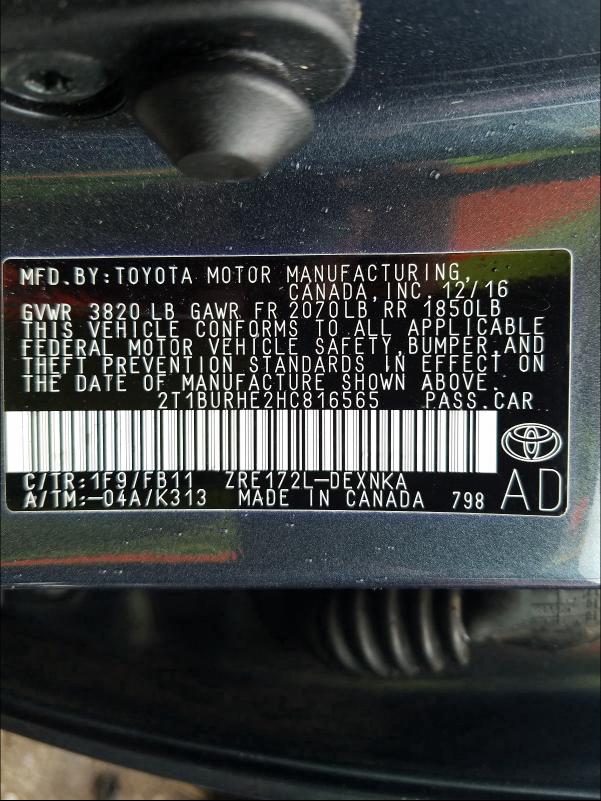 MFD.BY:TOYOTA MOTOR MANUFACTURING,
CANADA,INC. 12/16
GVWR 3820 LB GAWR FR 2070LB RR 1850LB
THIS VEHICLE CONFORMS TO ALL APPLICABLE
FEDERAL MOTOR VEHICLE SAFETY,BUMPER,AND
THEFT PREVENTION STANDARDS IN EFFECT ON
THE DATE OF MANUFACTURE SHOWN ABOVE.
2T1BURHE2HC816565 PASS.CAR
C/TR:1F9/FB11 ZRE172L-DEXNKA
A/TM:-04A/K313 MADE IN CANADA 798
AD